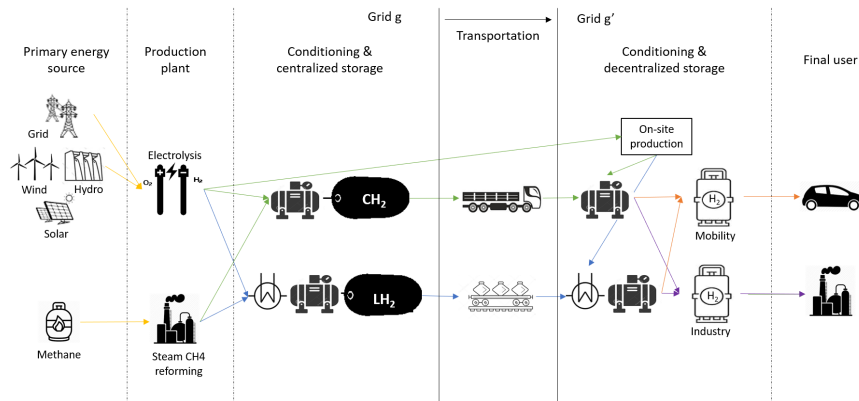 Grid g
Grid g’
Transportation
Primary energy
source
Production
plant
Conditioning &
centralized storage
Conditioning &
decentralized storage
Final user
Grid
Wind
Hydro
Solar
Electrolysis
O₂
H₂
On-site
production
CH₂
H₂
Mobility
LH₂
H₂
Industry
Methane
Steam CH4
reforming